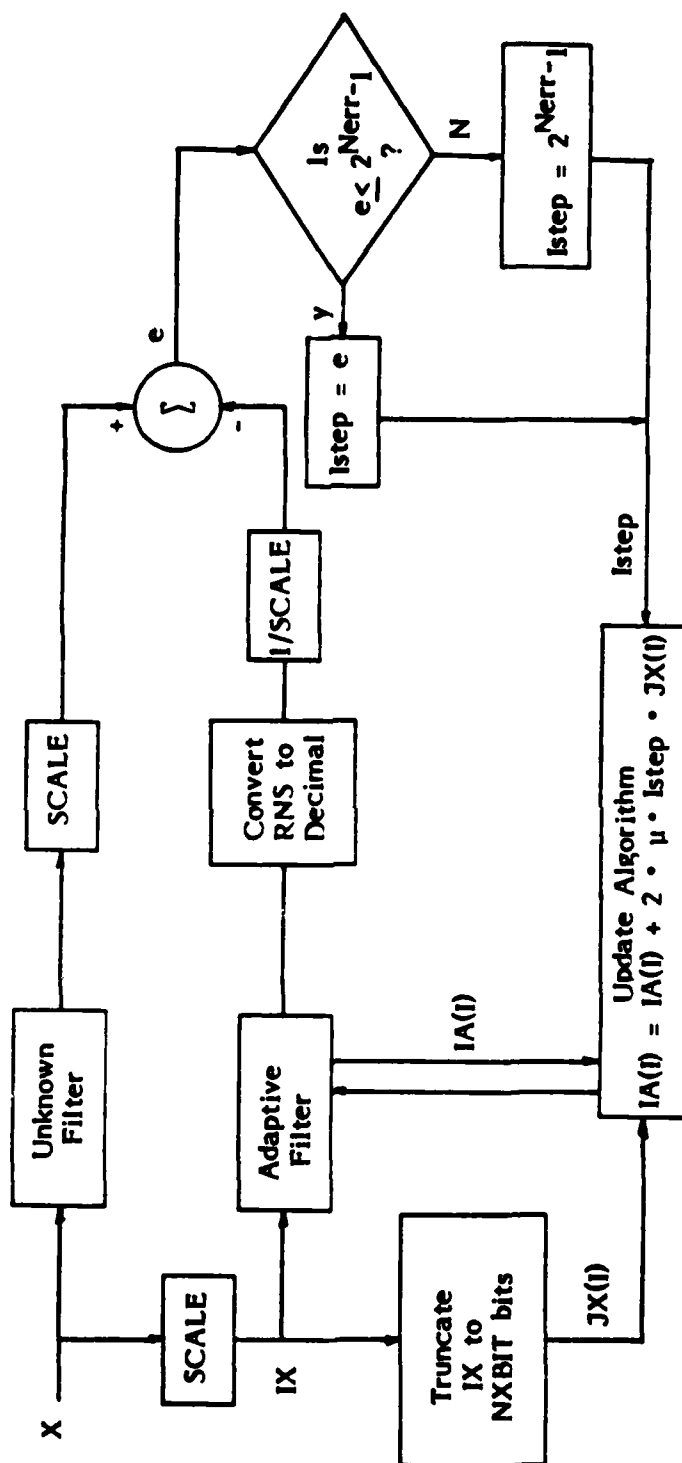 X
Unknown
Filter
SCALE
+
Σ
-
e
Is
e ≤ 2^Nerr-1
?
y
N
Istep = e
Istep = 2^Nerr-1
Istep
SCALE
IX
Adaptive
Filter
Convert
RNS to
Decimal
1/SCALE
IA(I)
Truncate
IX to
NXBIT bits
JX(I)
Update Algorithm
IA(I) = IA(I) + 2 * μ * Istep * JX(I)